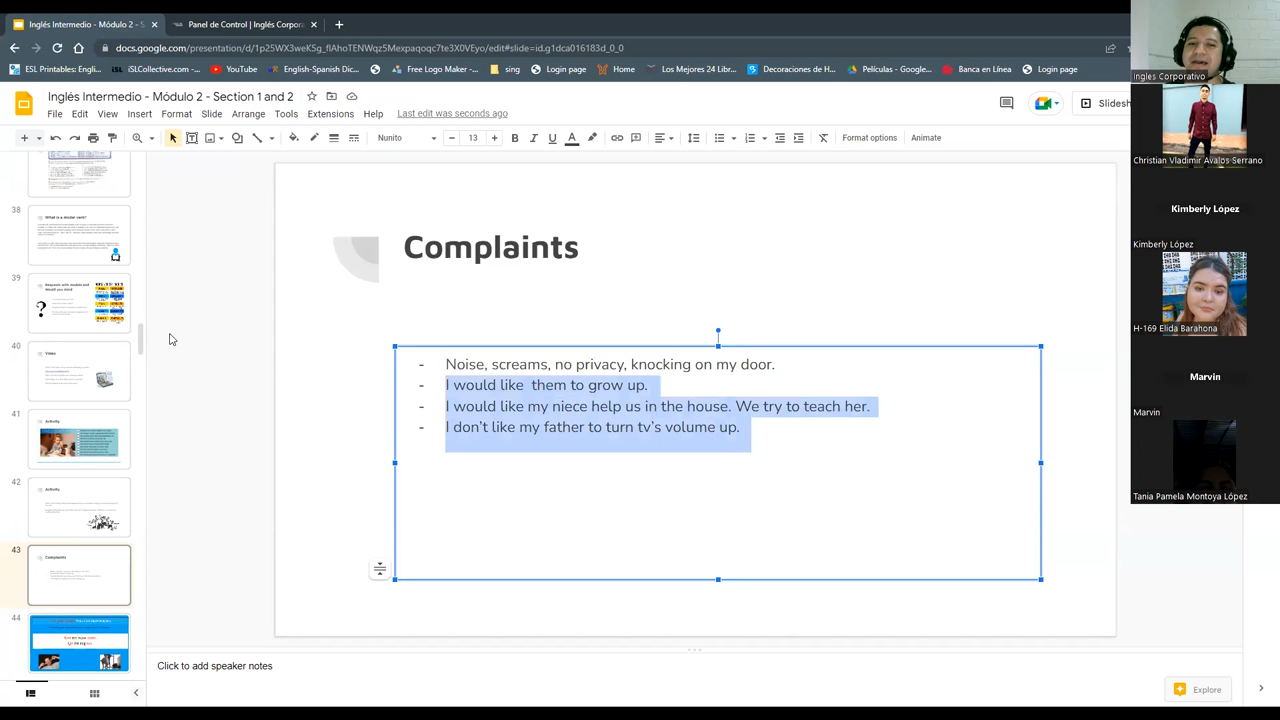 Inglés Intermedio - Módulo 2 - S
Panel de Control | Inglés Corpor
docs.google.com/presentation/d/1p25WX3weK5g_flAhoTENWqz5Mexpaqoqc7te3X0VEyo/edit#slide=id.g1dca016183d_0_0
ESL Printables: Engli...
iSLCollective.com -...
YouTube
English-Spanish Dic...
Free Logo Maker -...
ing
Login page
Home
Los Mejores 24 Libr...
Decoraciones de H...
Películas - Google...
Banca en Línea
Login page
Inglés Intermedio - Módulo 2 - Section 1 and 2
File Edit View Insert Format Slide Arrange Tools Extensions Help Last edit was seconds ago
Slidesh
Nunito
13
B I U A
Format options
Animate
38
What is a modal verb?
39
Requests with modals and
Would you mind
40
Video
41
Activity
42
Activity
43
Complaints
44
Complaints
- Noise, screams, no privacy, knocking on my door.
- I would like them to grow up.
- I would like my niece help us in the house. We try to teach her.
- I don't like my father to turn tv's volume up.
Click to add speaker notes
Explore
Ingles Corporativo
Christian Vladimir Avalos Serrano
Kimberly López
Kimberly López
H-169 Elida Barahona
Marvin
Marvin
Tania Pamela Montoya López